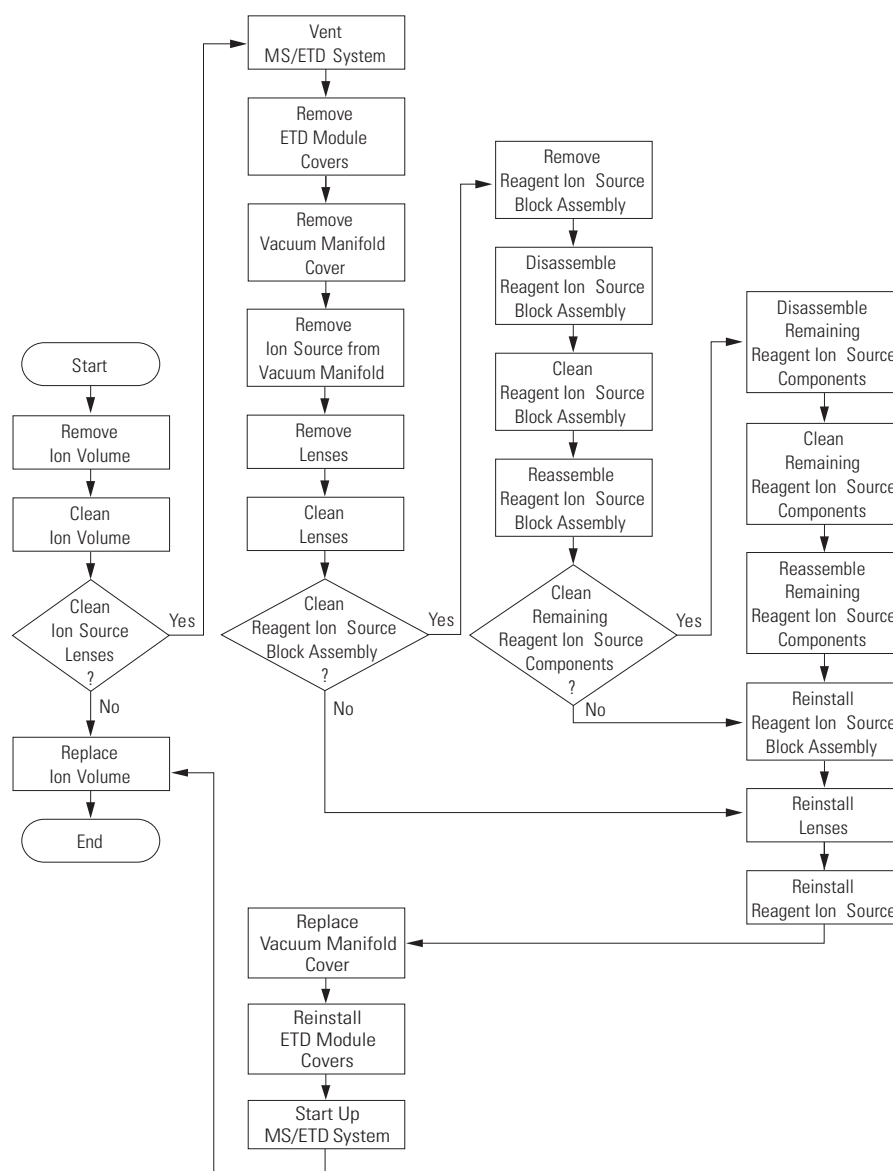 Start
Remove
Ion Volume
Clean
Ion Volume
Clean
Ion Source
Lenses
?
Yes
No
Replace
Ion Volume
End
Vent
MS/ETD System
Remove
ETD Module
Covers
Remove
Vacuum Manifold
Cover
Remove
Ion Source from
Vacuum Manifold
Remove
Lenses
Clean
Lenses
Clean
Reagent Ion Source
Block Assembly
?
Yes
No
Remove
Reagent Ion Source
Block Assembly
Disassemble
Reagent Ion Source
Block Assembly
Clean
Reagent Ion Source
Block Assembly
Reassemble
Reagent Ion Source
Block Assembly
Clean
Remaining
Reagent Ion Source
Components
?
Yes
No
Disassemble
Remaining
Reagent Ion Source
Components
Clean
Remaining
Reagent Ion Source
Components
Reassemble
Remaining
Reagent Ion Source
Components
Reinstall
Reagent Ion Source
Block Assembly
Reinstall
Lenses
Reinstall
Reagent Ion Source
Replace
Vacuum Manifold
Cover
Reinstall
ETD Module
Covers
Start Up
MS/ETD System